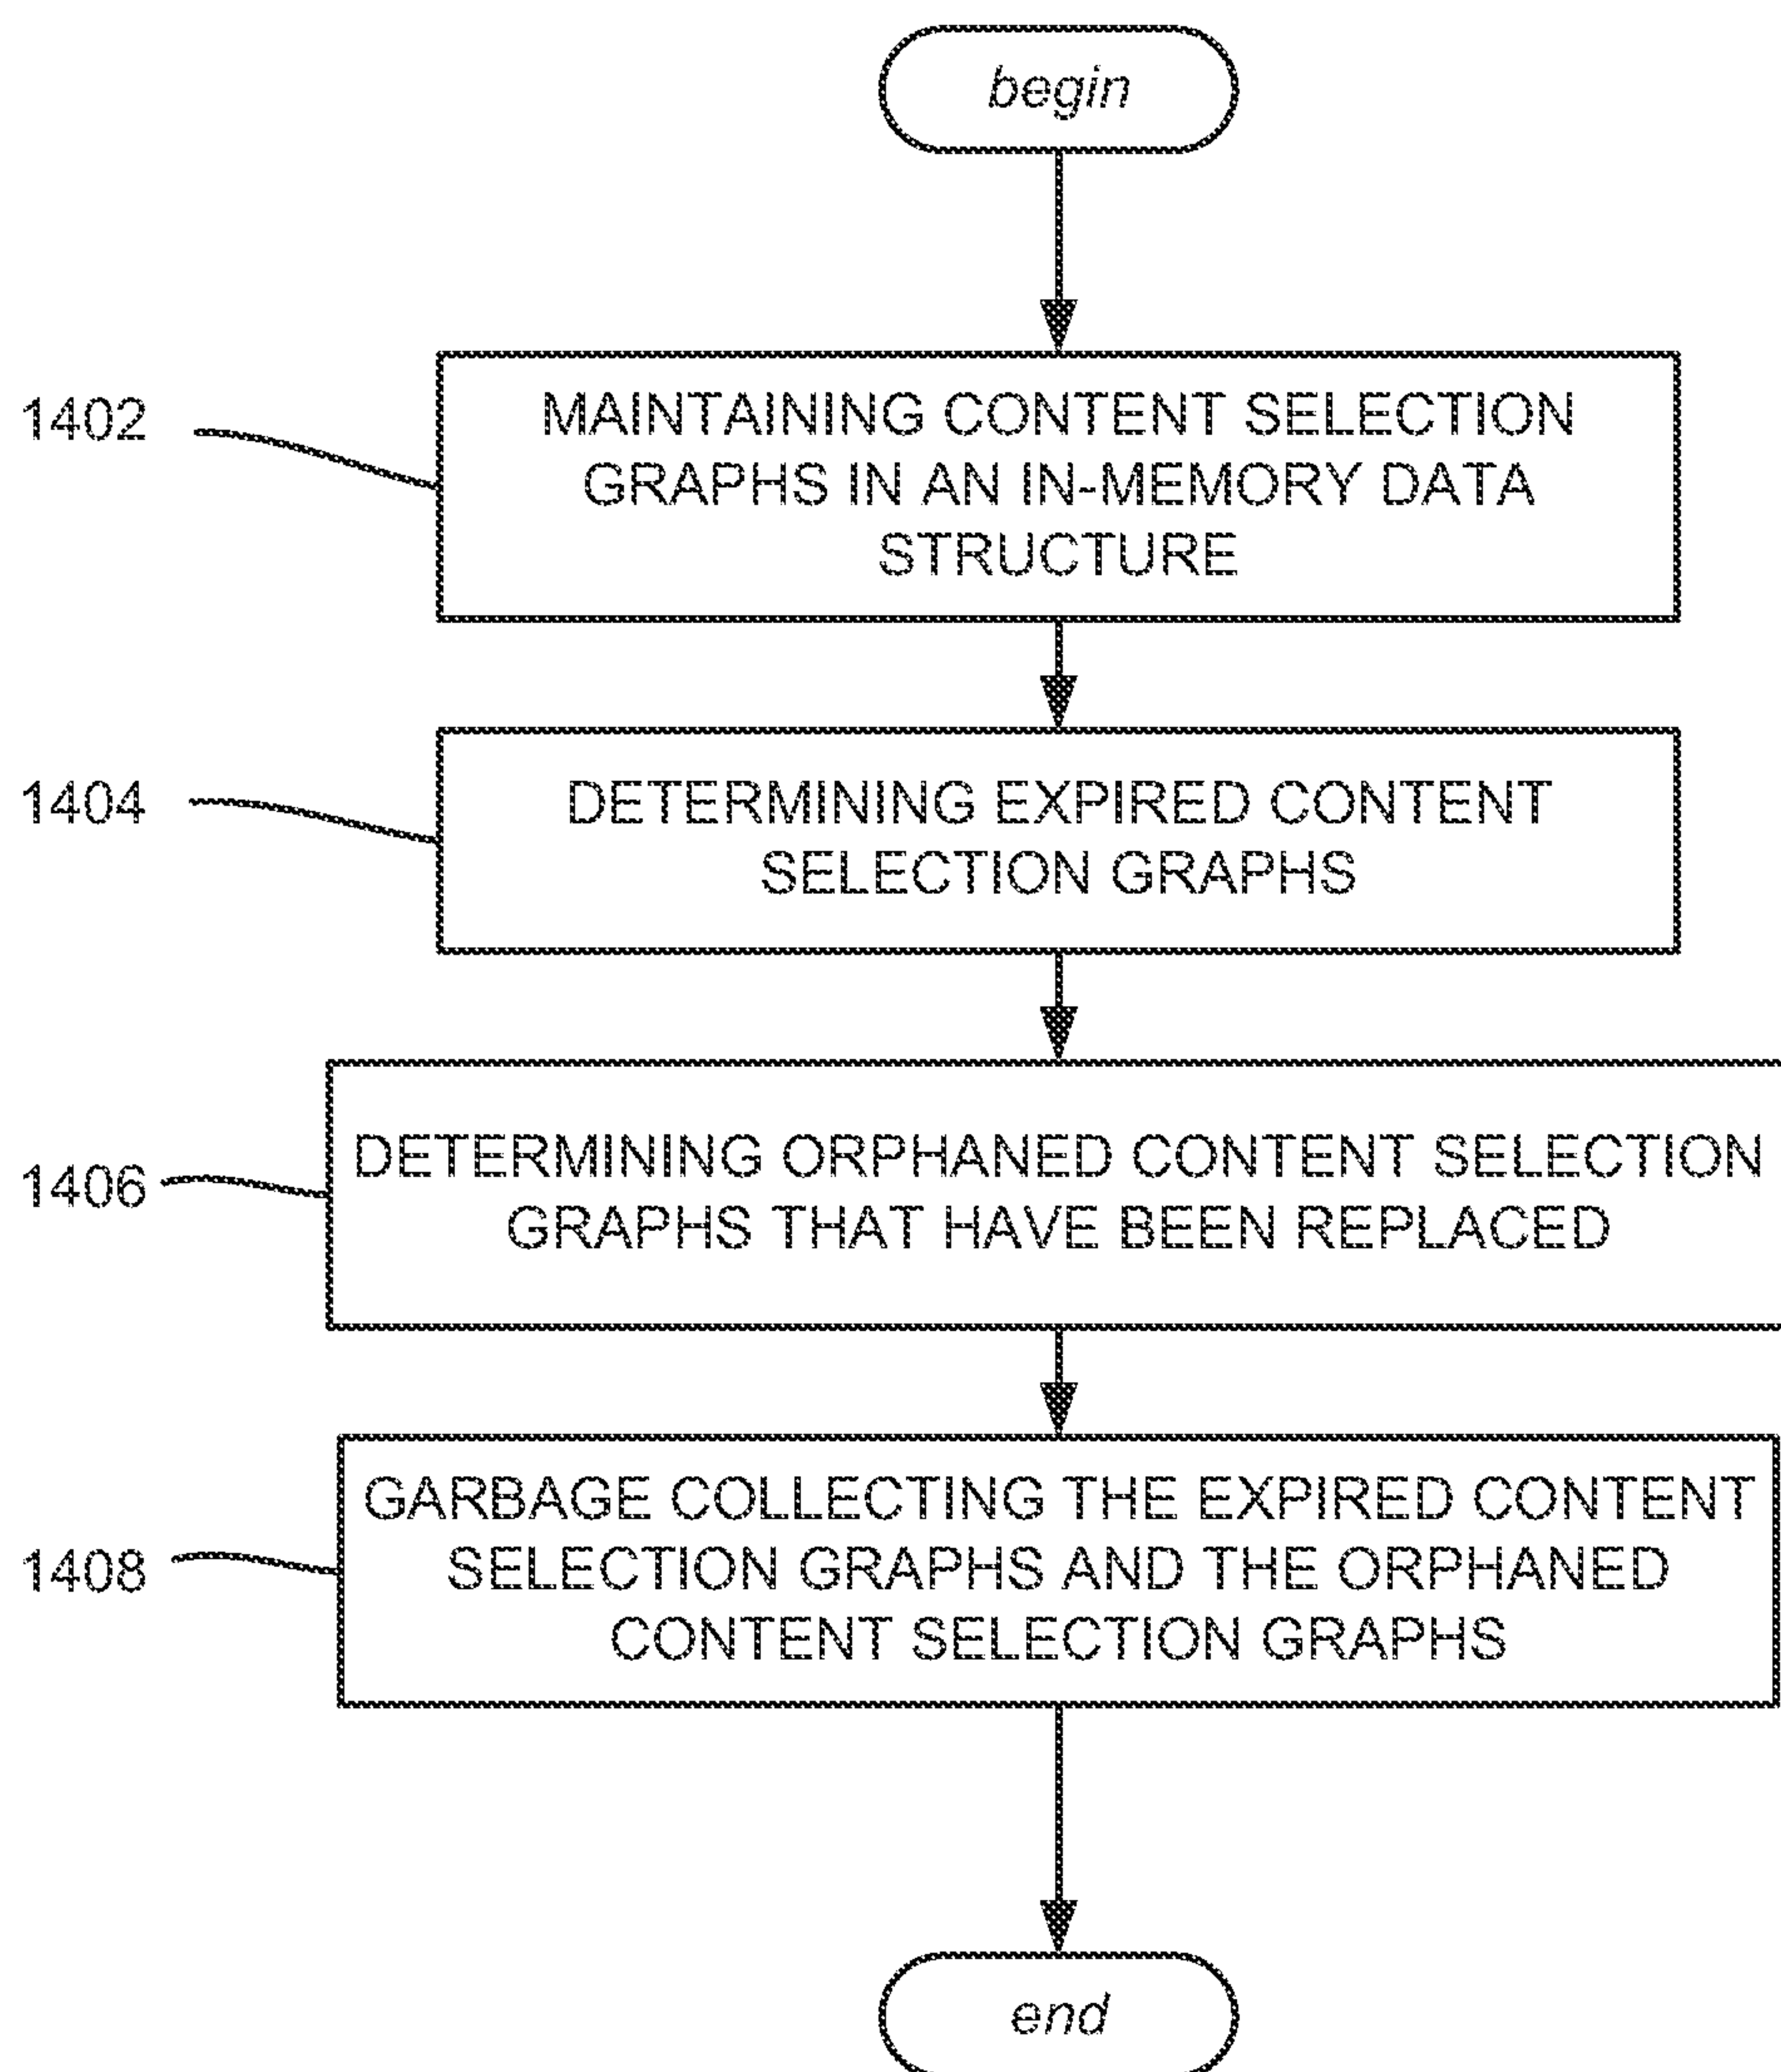 begin
1402
MAINTAINING CONTENT SELECTION
GRAPHS IN AN IN-MEMORY DATA
STRUCTURE
1404
DETERMINING EXPIRED CONTENT
SELECTION GRAPHS
1406
DETERMINING ORPHANED CONTENT SELECTION
GRAPHS THAT HAVE BEEN REPLACED
1408
GARBAGE COLLECTING THE EXPIRED CONTENT
SELECTION GRAPHS AND THE ORPHANED
CONTENT SELECTION GRAPHS
end